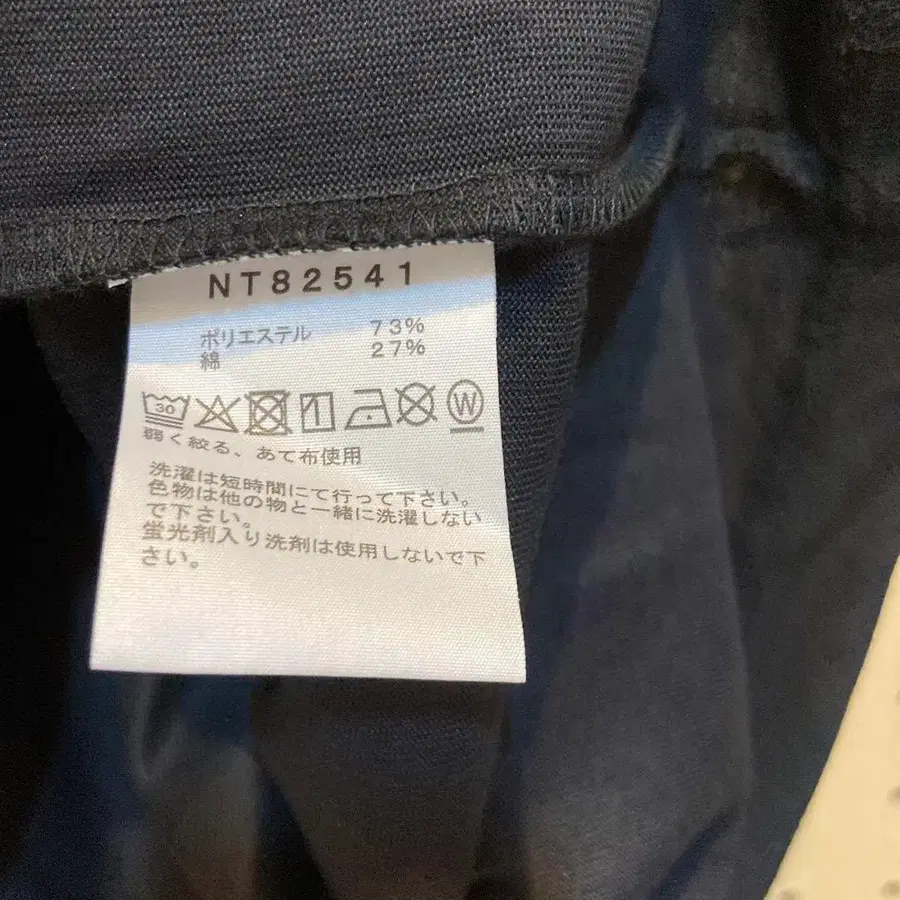 NT82541
ポリエステル 73%
綿 27%
30 W
弱く絞る、あて布使用
洗濯は短時間にて行って下さい。
色物は他の物と一緒に洗濯しない
で下さい。
蛍光剤入り洗剤は使用しないで下
さい。